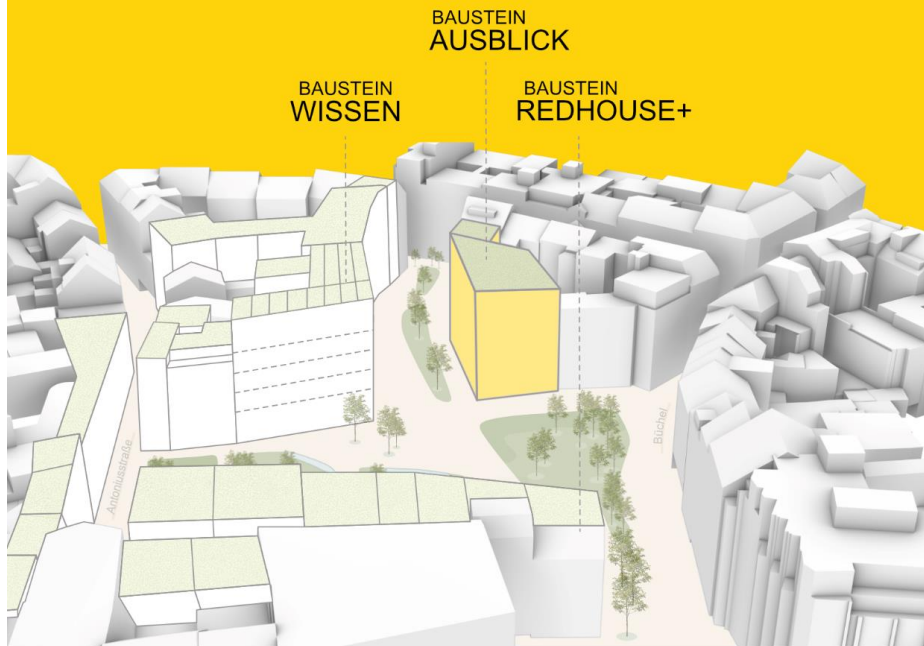 BAUSTEIN
AUSBLICK
BAUSTEIN
WISSEN
BAUSTEIN
REDHOUSE+
Antoniusstraße
Büchel